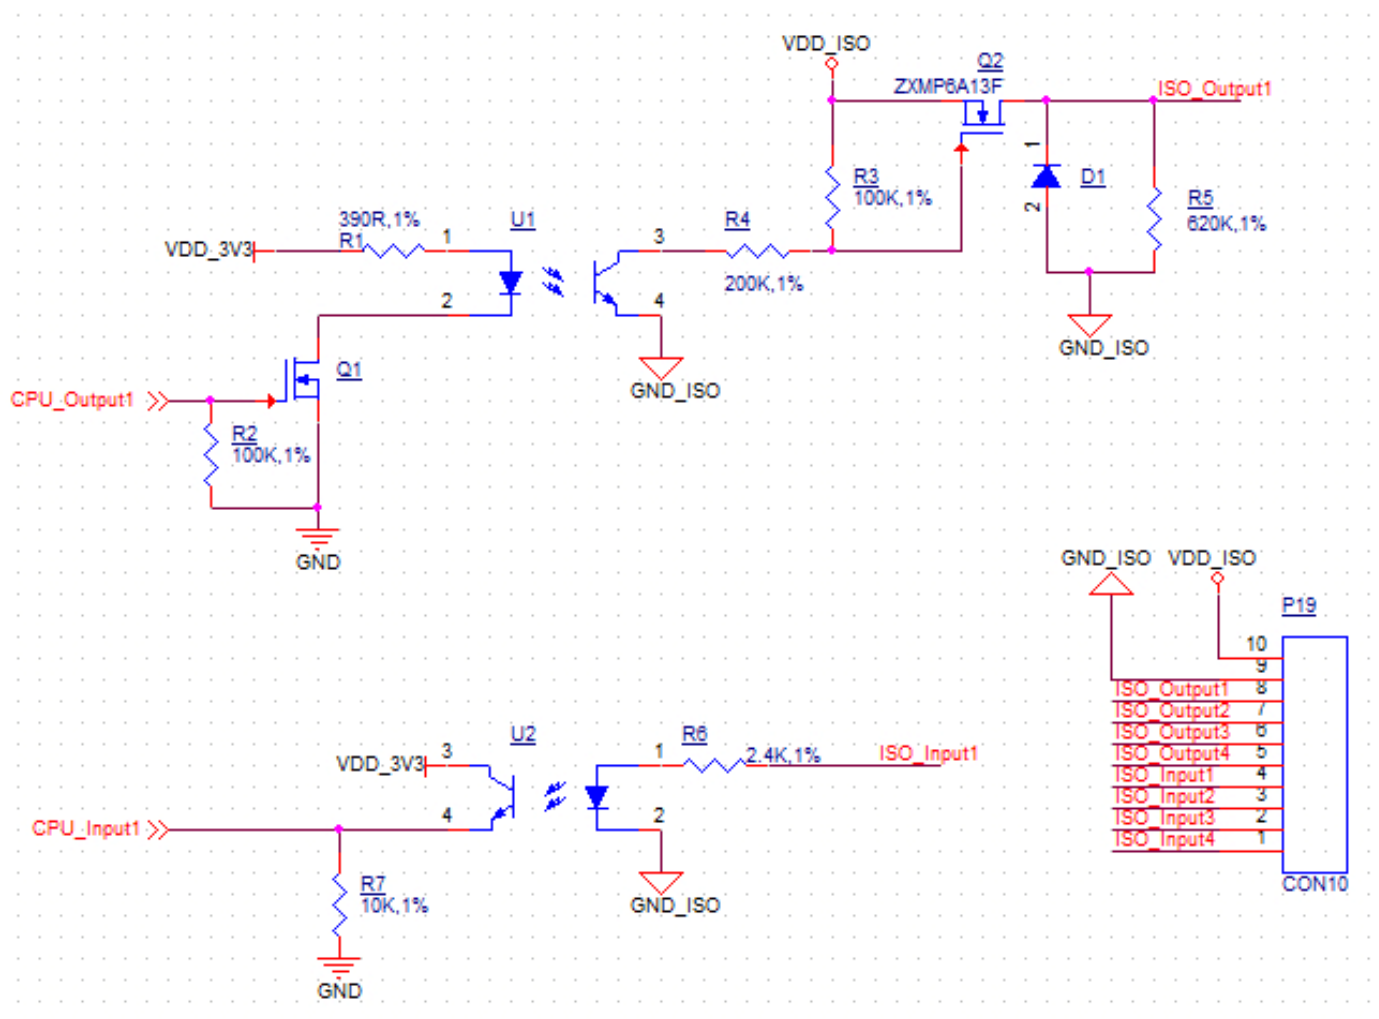 VDD_ISO
Q2
ZXMP6A13F
ISO_Output1
1
D1
2
R3
100K,1%
R5
620K,1%
390R,1%
R1
VDD_3V3
1
U1
3
R4
200K,1%
2
4
GND_ISO
GND_ISO
Q1
CPU_Output1
R2
100K,1%
GND
GND_ISO
VDD_ISO
P19
10
9
ISO_Output1 8
ISO_Output2 7
ISO_Output3 6
ISO_Output4 5
ISO_Input1 4
ISO_Input2 3
ISO_Input3 2
ISO_Input4 1
CON10
U2
VDD_3V3
3
1
R6
2.4K,1%
ISO_Input1
CPU_Input1
4
2
R7
10K,1%
GND_ISO
GND